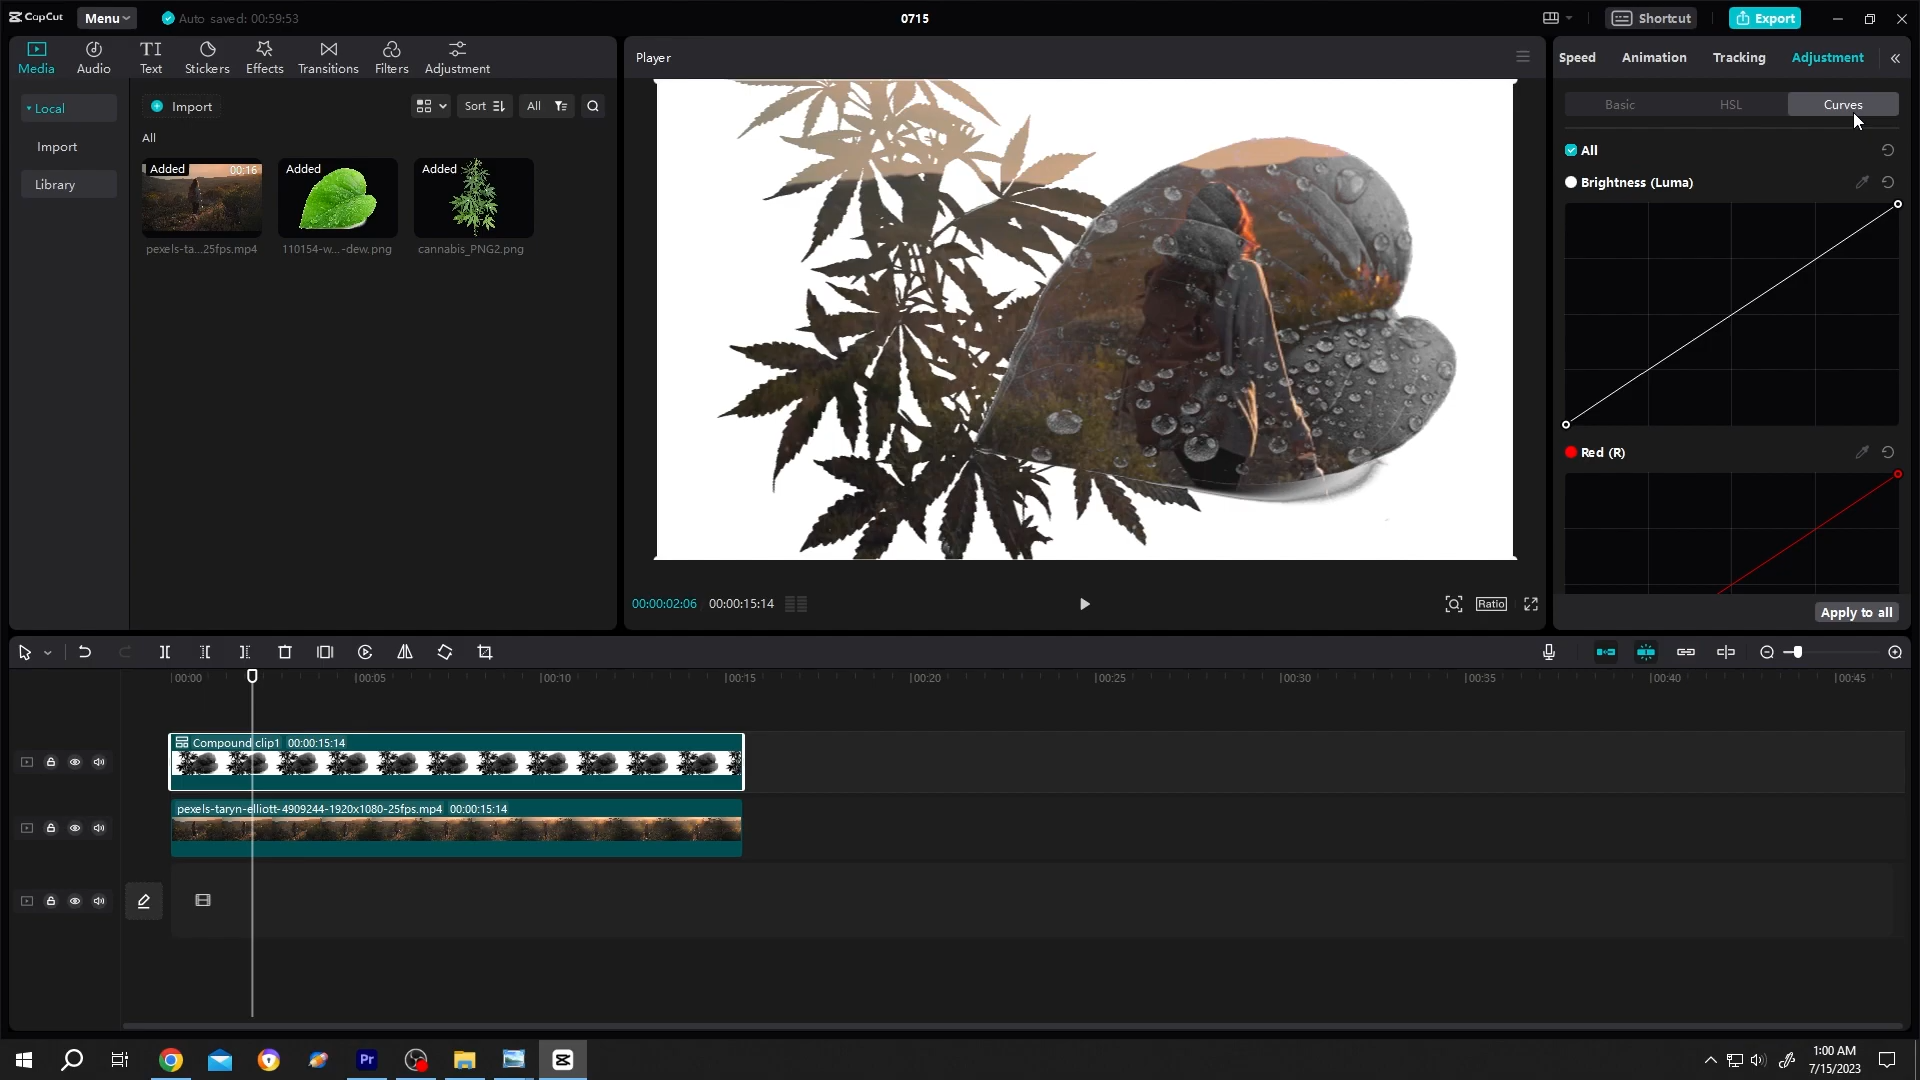 CapCut
Menu
Auto saved: 00:59:53
0715
Shortcut
Export
Media
Audio
TI
Text
Stickers
Effects
Transitions
Filters
Adjustment
Local
Import
Library
Import
Sort
All
All
Added
00:16
Added
Added
pexels-ta...25fps.mp4
110154-w...-dew.png
cannabis_PNG2.png
Player
00:00:02:06
00:00:15:14
Ratio
Speed
Animation
Tracking
Adjustment
Basic
HSL
Curves
All
Brightness (Luma)
Red (R)
Apply to all
00:00
00:05
00:10
00:15
00:20
00:25
00:30
00:35
00:40
00:45
Compound clip1 00:00:15:14
pexels-taryn-elliott-4909244-1920x1080-25fps.mp4 00:00:15:14
Pr
1:00 AM
7/15/2023